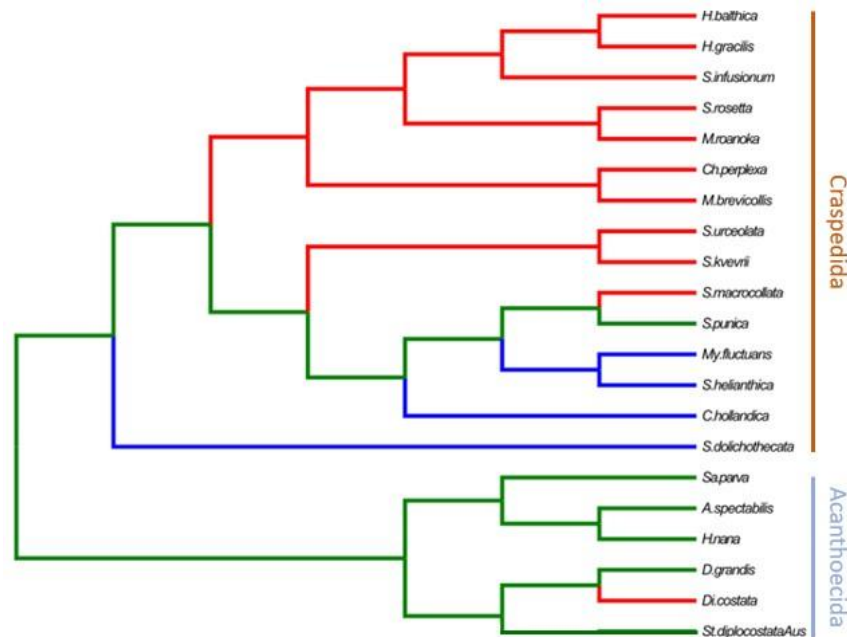 H.balthica
H.gracilis
S.infusionum
S.rosetta
M.roanoka
Ch.perplexa
M.brevicollis
S.urceolata
S.kvevrii
S.macrocollata
S.punica
My.fluctuans
S.helianthica
C.hollandica
S.dolichothecata
Sa.parva
A.spectabilis
H.nana
D.grandis
Di.costata
St.diplocostataAus
Craspedida
Acanthoecida